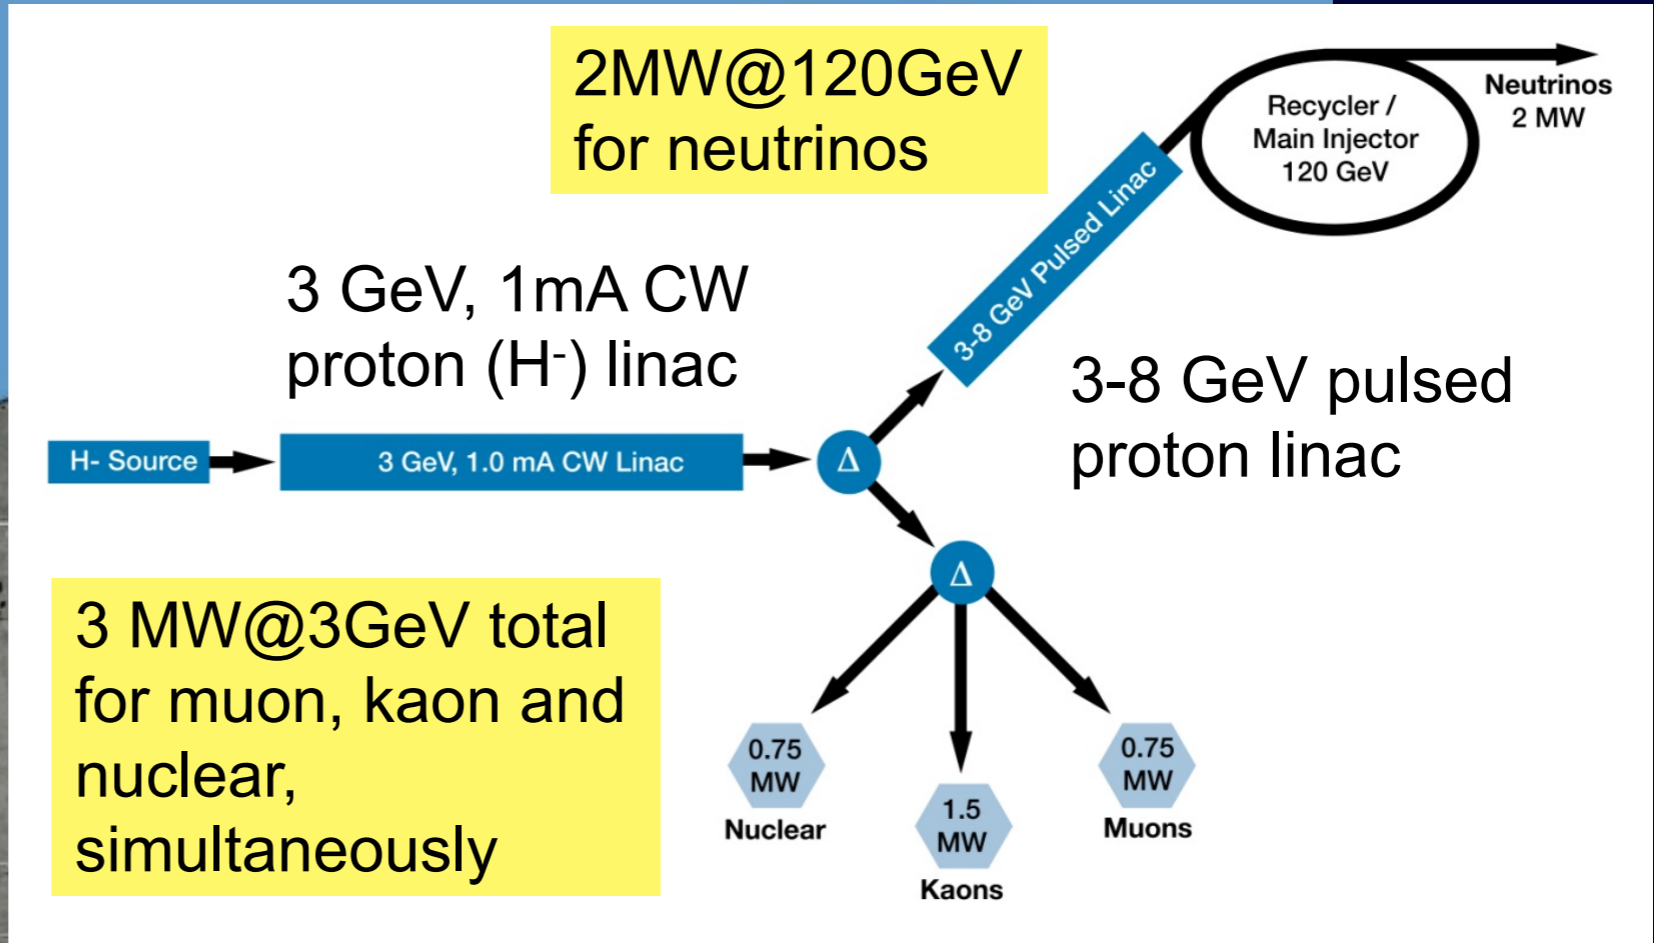 2MW@120GeV
for neutrinos
Neutrinos
2 MW
Recycler /
Main Injector
120 GeV
3-8 GeV Pulsed Linac
3 GeV, 1mA CW
proton (H-) linac
3-8 GeV pulsed
proton linac
H- Source
3 GeV, 1.0 mA CW Linac
Δ
Δ
3 MW@3GeV total
for muon, kaon and
nuclear,
simultaneously
0.75
MW
Nuclear
1.5
MW
Kaons
0.75
MW
Muons